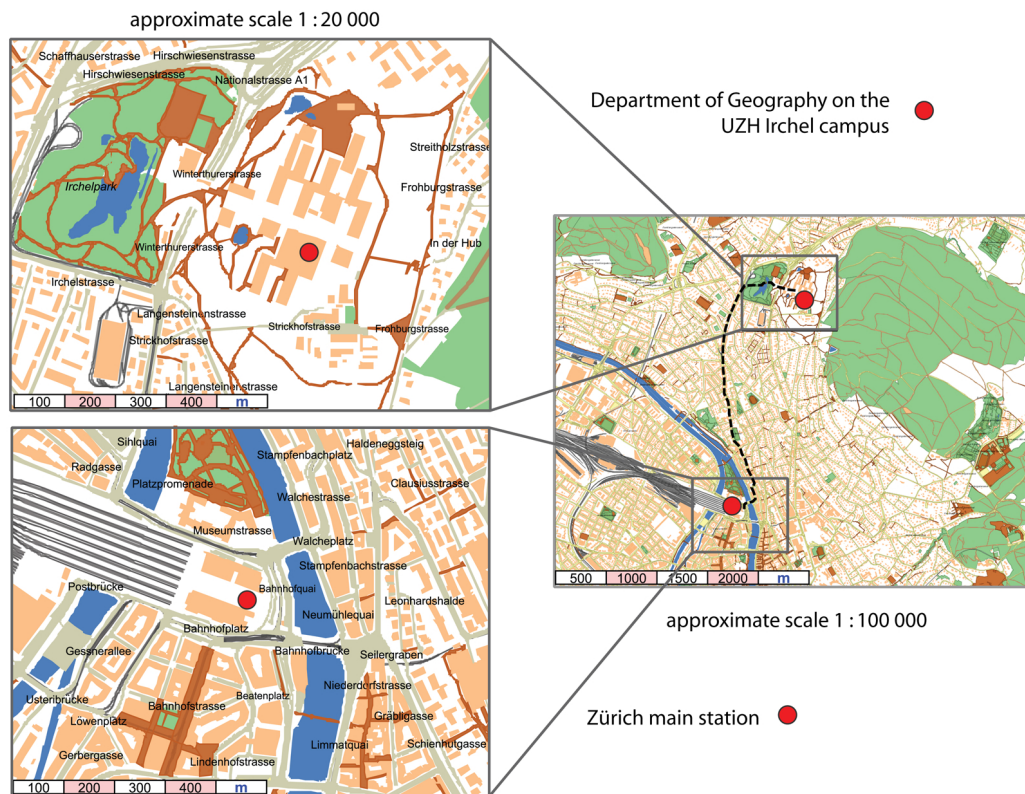 approximate scale 1 : 20 000
Schaffhauserstrasse
Hirschwiesenstrasse
Hirschwiesenstrasse
Nationalstrasse A1
Streitholzstrasse
Winterthurerstrasse
Irchelpark
Frohburgstrasse
Winterthurerstrasse
In der Hub
Irchelstrasse
Langensteinenstrasse
Strickhofstrasse
Frohburgstrasse
Strickhofstrasse
Langensteinenstrasse
100 200 300 400 m
Department of Geography on the
UZH Irchel campus
500 1000 1500 2000 m
approximate scale 1 : 100 000
Zürich main station
Sihlquai
Haldeneggsteig
Stampfenbachplatz
Radgasse
Platzpromenade
Clausiusstrasse
Walchestrasse
Museumstrasse
Walcheplatz
Stampfenbachstrasse
Postbrücke
Bahnhofquai
Leonhardshalde
Neumühlequai
Bahnhofplatz
Gessnerallee
Bahnhofbrücke
Seilergraben
Niederdorfstrasse
Usteribrücke
Beatenplatz
Bahnhofstrasse
Löwenplatz
Gräbligasse
Limmatquai
Schienhutgasse
Gerbergasse
Lindenhofstrasse
100 200 300 400 m